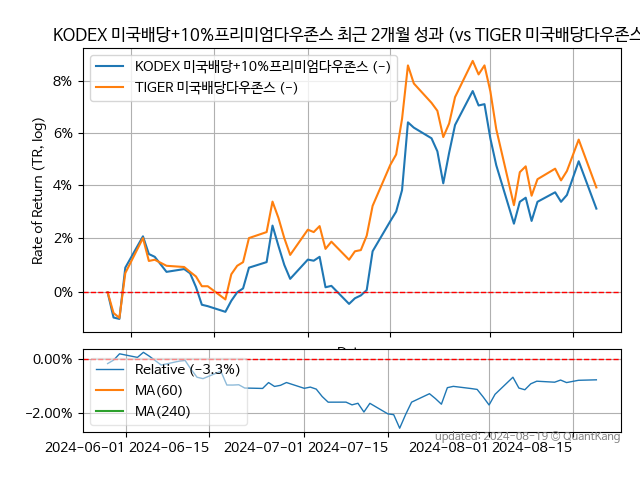 KODEX 미국배당+10%프리미엄다우존스 최근 2개월 성과 (vs TIGER 미국배당다우존스
KODEX 미국배당+10%프리미엄다우존스 (-)
TIGER 미국배당다우존스 (-)
Rate of Return (TR, log)
8%
6%
4%
2%
0%
0.00%
−2.00%
Relative (−3.3%)
MA(60)
MA(240)
2024-06-01 2024-06-15 2024-07-01 2024-07-15 2024-08-01 2024-08-15
updated: 2024-08-19 © QuantKang